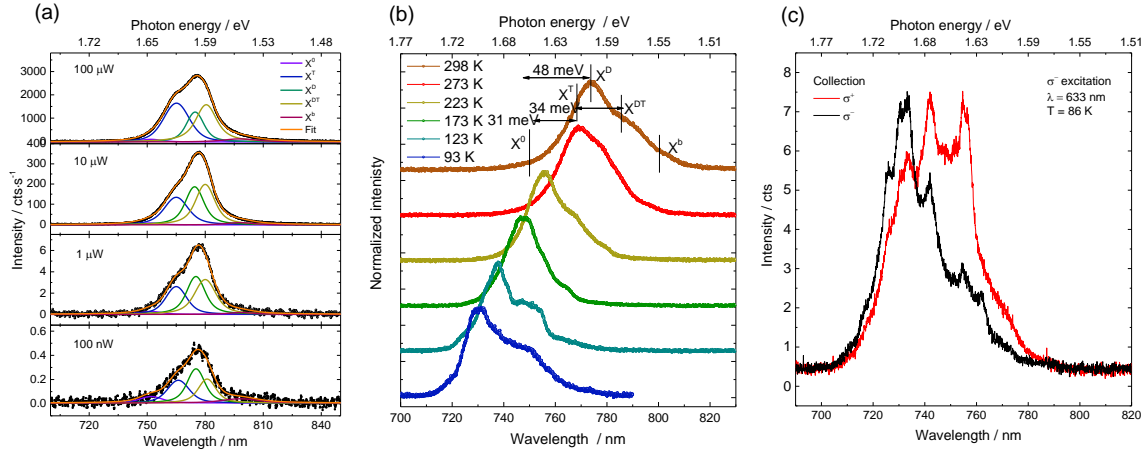 (a)
Photon energy / eV
1.72 1.65 1.59 1.53 1.48
100 μW
X⁰
Xᵀ
Xᴰ
Xᴰᵀ
Xᵇ
Fit
3000
2000
1000
400
10 μW
300
200
100
0
1 μW
6
4
2
0
100 nW
0.6
0.4
0.2
0.0
Intensity / cts·s⁻¹
720 760 800 840
Wavelength / nm
(b)
Photon energy / eV
1.77 1.72 1.68 1.63 1.59 1.55 1.51
298 K
273 K
223 K
173 K
123 K
93 K
48 meV
Xᴰ
Xᵀ
34 meV
Xᴰᵀ
31 meV
X⁰
Xᵇ
Normalized intenisty
700 720 740 760 780 800 820
Wavelength / nm
(c)
Photon energy / eV
1.77 1.72 1.68 1.63 1.59 1.55 1.51
Collection
σ⁺
σ⁻
σ⁻ excitation
λ = 633 nm
T = 86 K
8
7
6
5
4
3
2
1
0
Intensity / cts
700 720 740 760 780 800 820
Wavelength / nm